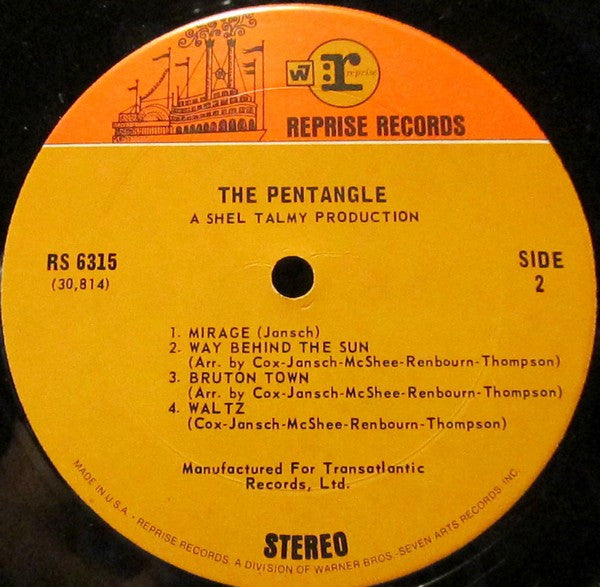 W7 r: reprise
REPRISE RECORDS
THE PENTANGLE
A SHEL TALMY PRODUCTION
RS 6315
(30,814)
SIDE
2
1. MIRAGE (Jansch)
2. WAY BEHIND THE SUN
(Arr. by Cox-Jansch-McShee-Renbourn-Thompson)
3. BRUTON TOWN
(Arr. by Cox-Jansch-McShee-Renbourn-Thompson)
4. WALTZ
(Cox-Jansch-McShee-Renbourn-Thompson)
Manufactured For Transatlantic
Records, Ltd.
STEREO
MADE IN U.S.A. • REPRISE RECORDS, A DIVISION OF WARNER BROS.-SEVEN ARTS RECORDS INC.